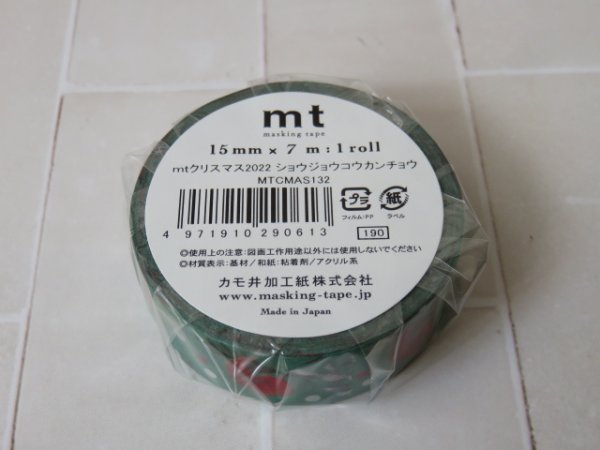 mt
masking tape
15mm × 7 m : 1 roll
mtクリスマス2022 ショウジョウコウカンチョウ
MTCMAS132
プラ 紙
フィルム:PP ラベル
4 971910 290613 190
◎使用上の注意:図画工作用途以外には使用しないでください
◎材質表示:基材/和紙:粘着剤/アクリル系
カモ井加工紙株式会社
www.masking-tape.jp
Made in Japan